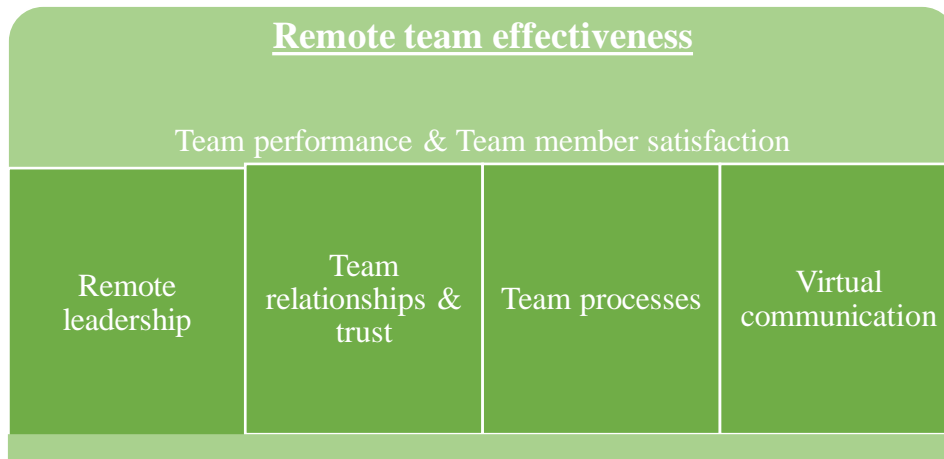 Remote team effectiveness
Team performance & Team member satisfaction
Remote
leadership
Team
relationships &
trust
Team processes
Virtual
communication